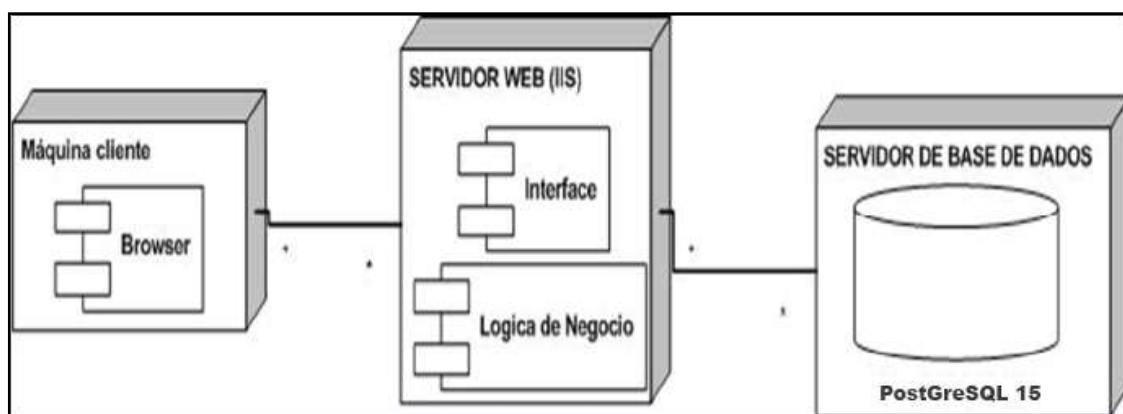 Máquina cliente
Browser
SERVIDOR WEB (IIS)
Interface
Logica de Negocio
SERVIDOR DE BASE DE DADOS
PostGreSQL 15